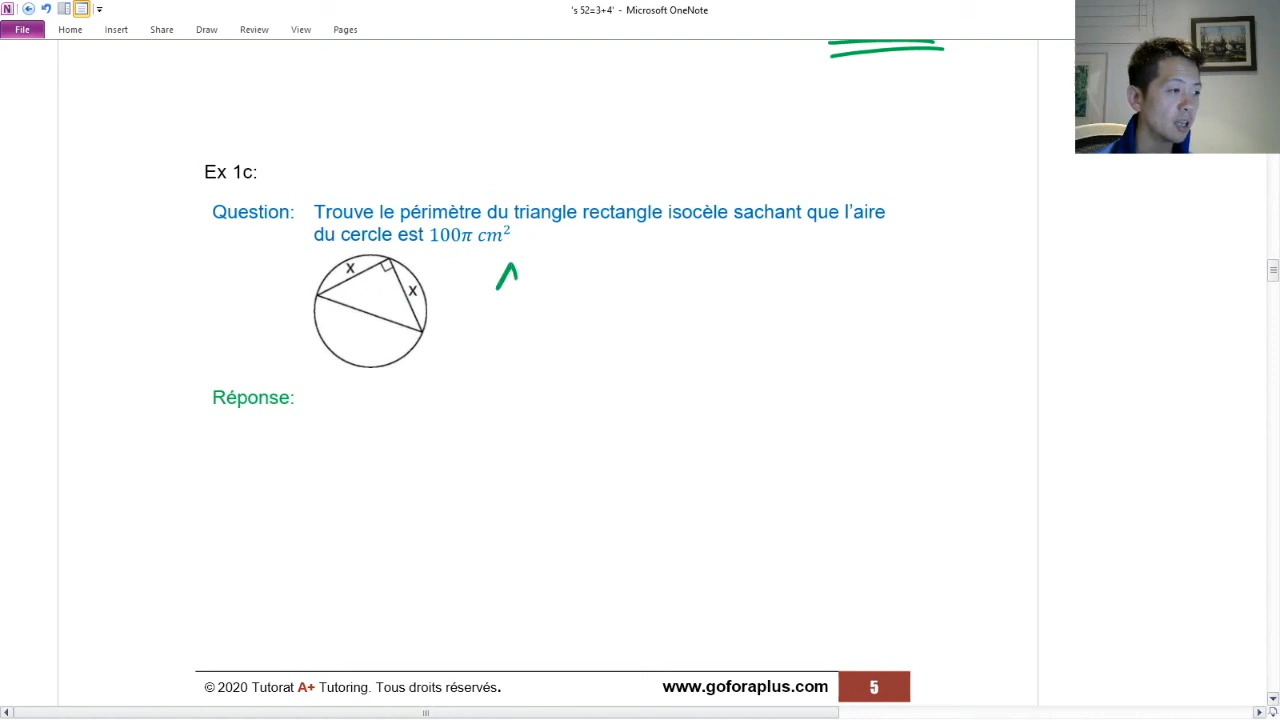 's 52=3+4' - Microsoft OneNote
File Home Insert Share Draw Review View Pages
Ex 1c:
Question: Trouve le périmètre du triangle rectangle isocèle sachant que l’aire
du cercle est 100π cm²
x
x
Réponse:
© 2020 Tutorat A+ Tutoring. Tous droits réservés. www.goforaplus.com 5